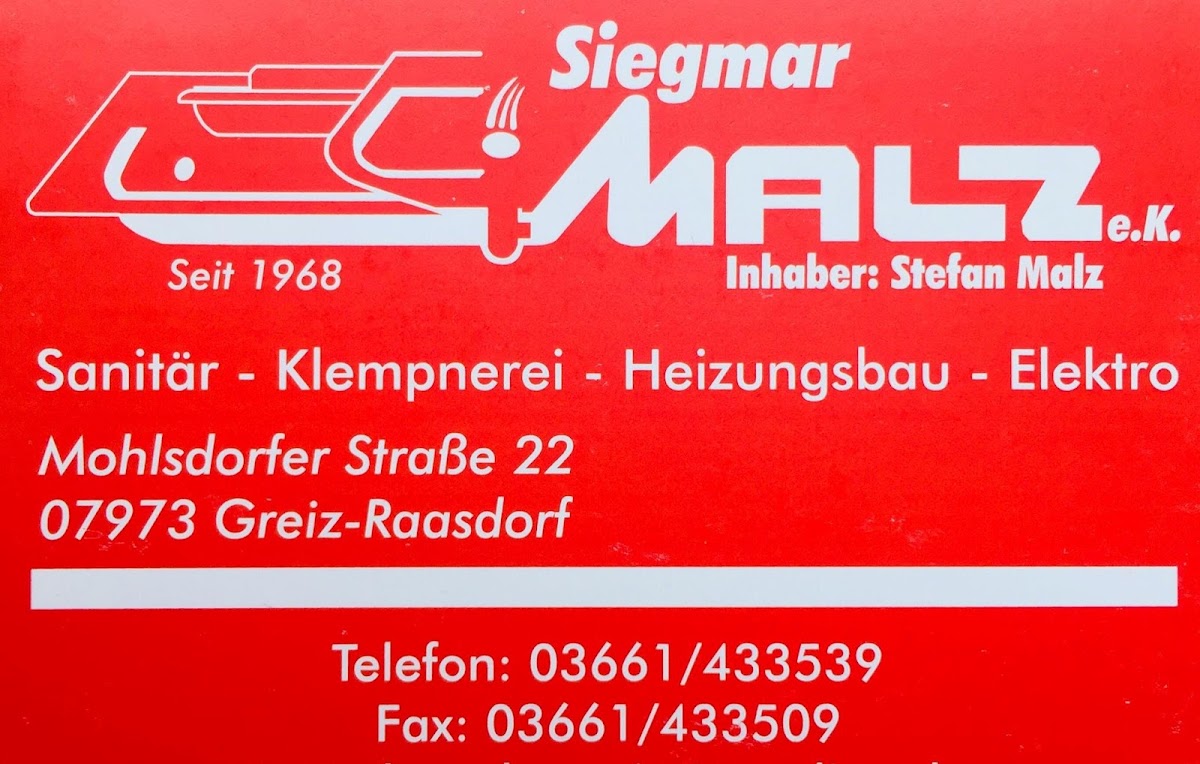 Siegmar
MALZ e.K.
Seit 1968
Inhaber: Stefan Malz
Sanitär - Klempnerei - Heizungsbau - Elektro
Mohlsdorfer Straße 22
07973 Greiz-Raasdorf
Telefon: 03661/433539
Fax: 03661/433509